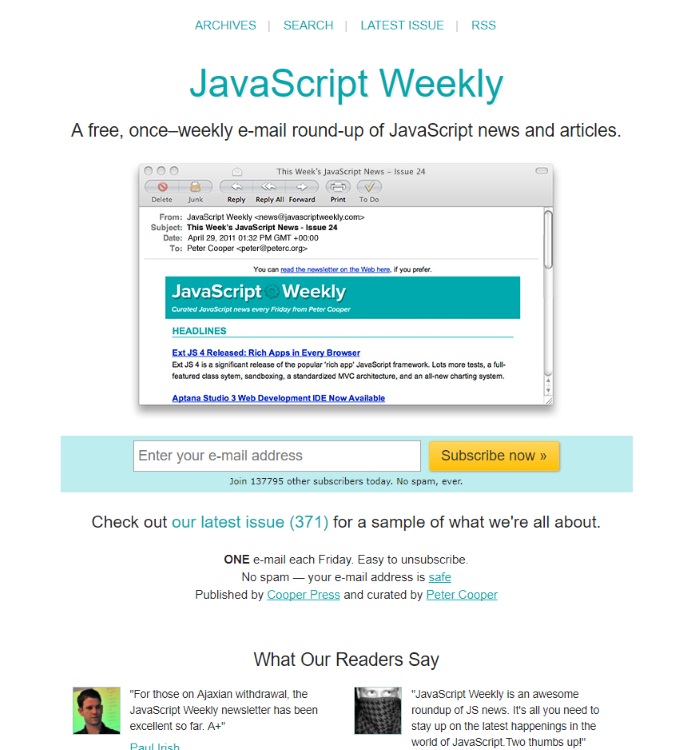 ARCHIVES | SEARCH | LATEST ISSUE | RSS
JavaScript Weekly
A free, once–weekly e-mail round-up of JavaScript news and articles.
This Week's JavaScript News – Issue 24
Delete Junk Reply Reply All Forward Print To Do
From: JavaScript Weekly <news@javascriptweekly.com>
Subject: This Week's JavaScript News - Issue 24
Date: April 29, 2011 01:32 PM GMT +00:00
To: Peter Cooper <peter@peterc.org>
You can read the newsletter on the Web here, if you prefer.
JavaScript Weekly
Curated JavaScript news every Friday from Peter Cooper
HEADLINES
Ext JS 4 Released: Rich Apps in Every Browser
Ext JS 4 is a significant release of the popular 'rich app' JavaScript framework. Lots more tests, a full-
featured class sytem, sandboxing, a standardized MVC architecture, and an all-new charting system.
Aptana Studio 3 Web Development IDE Now Available
Enter your e-mail address
Subscribe now »
Join 137795 other subscribers today. No spam, ever.
Check out our latest issue (371) for a sample of what we're all about.
ONE e-mail each Friday. Easy to unsubscribe.
No spam — your e-mail address is safe
Published by Cooper Press and curated by Peter Cooper
What Our Readers Say
"For those on Ajaxian withdrawal, the
JavaScript Weekly newsletter has been
excellent so far. A+"
Paul Irish
"JavaScript Weekly is an awesome
roundup of JS news. It's all you need to
stay up on the latest happenings in the
world of JavaScript.Two thumbs up!"